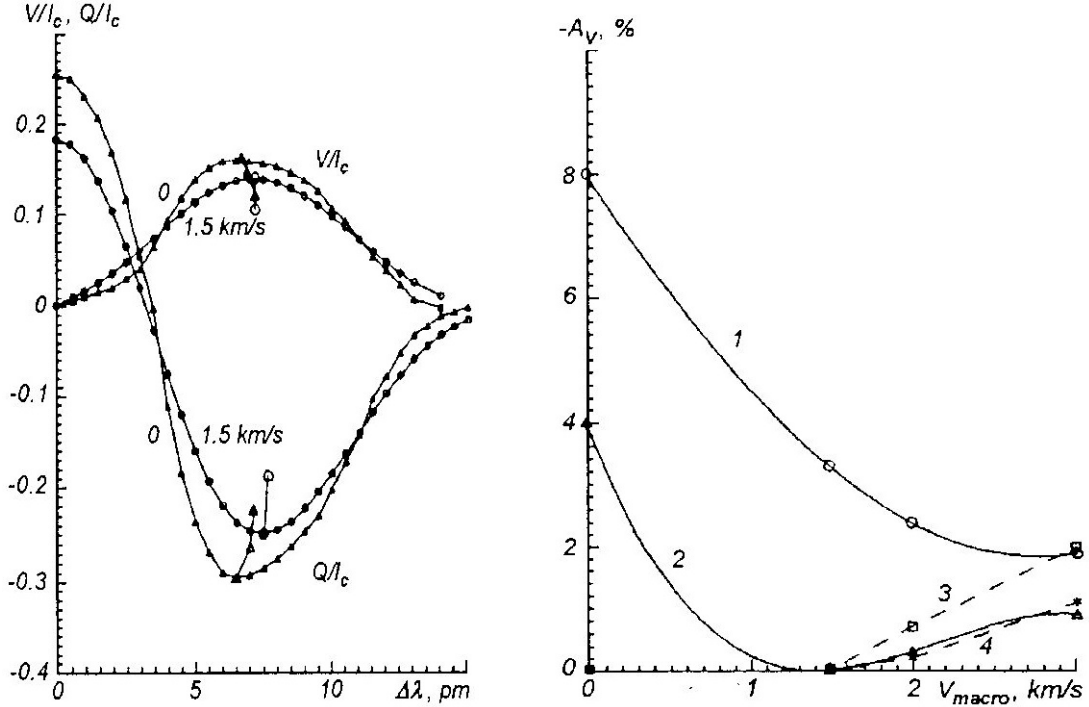 V/I_c, Q/I_c
0.2
0.1
0
-0.1
-0.2
-0.3
-0.4
0
1.5 km/s
V/I_c
0
1.5 km/s
Q/I_c
0 5 10 Δλ, pm
-A_V, %
8
6
4
2
0
1
2
3
4
0 1 2 V_macro, km/s